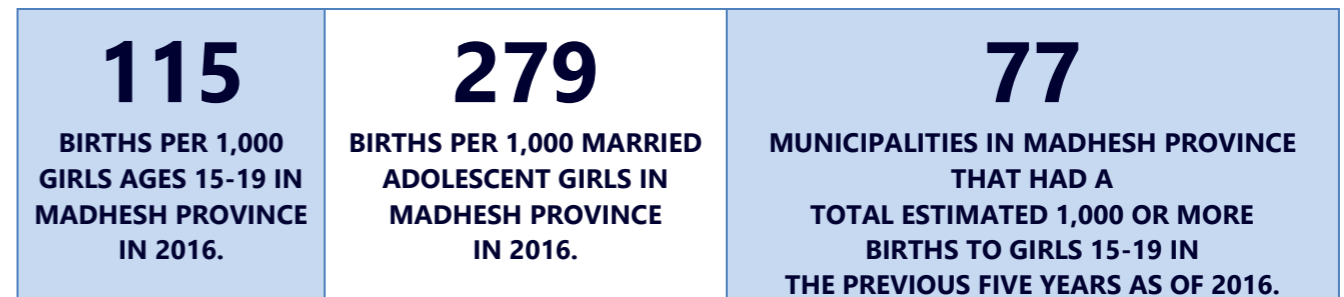 115
BIRTHS PER 1,000
GIRLS AGES 15-19 IN
MADHESH PROVINCE
IN 2016.
279
BIRTHS PER 1,000 MARRIED
ADOLESCENT GIRLS IN
MADHESH PROVINCE
IN 2016.
77
MUNICIPALITIES IN MADHESH PROVINCE
THAT HAD A
TOTAL ESTIMATED 1,000 OR MORE
BIRTHS TO GIRLS 15-19 IN
THE PREVIOUS FIVE YEARS AS OF 2016.